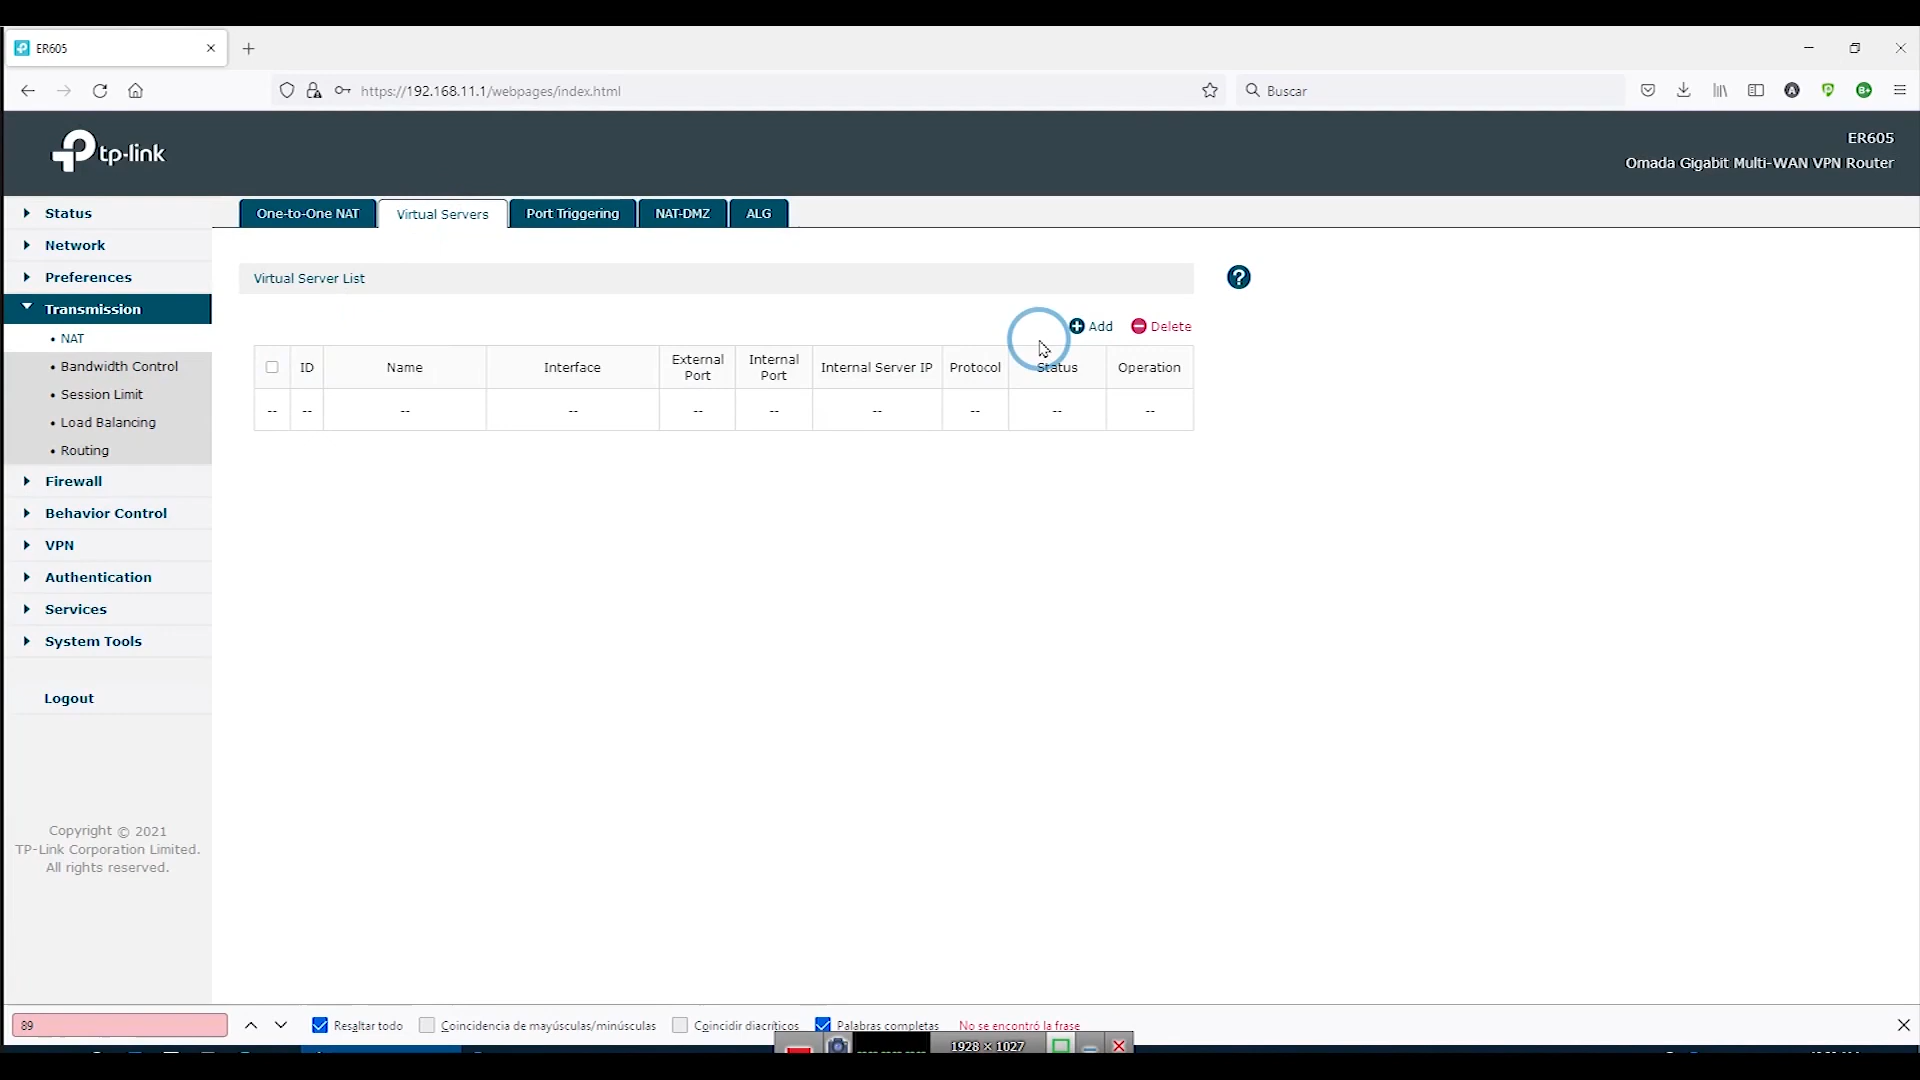 ER605
https://192.168.11.1/webpages/index.html
Buscar
tp-link
ER605
Omada Gigabit Multi-WAN VPN Router
Status
Network
Preferences
Transmission
• NAT
• Bandwidth Control
• Session Limit
• Load Balancing
• Routing
Firewall
Behavior Control
VPN
Authentication
Services
System Tools
Logout
Copyright © 2021
TP-Link Corporation Limited.
All rights reserved.
One-to-One NAT Virtual Servers Port Triggering NAT-DMZ ALG
Virtual Server List
?
Add Delete
ID Name Interface External Port Internal Port Internal Server IP Protocol Status Operation
-- -- -- -- -- -- -- -- -- --
89 Resaltar todo Coincidencia de mayúsculas/minúsculas Coincidir diacríticos Palabras completas No se encontró la frase
1928 × 1027